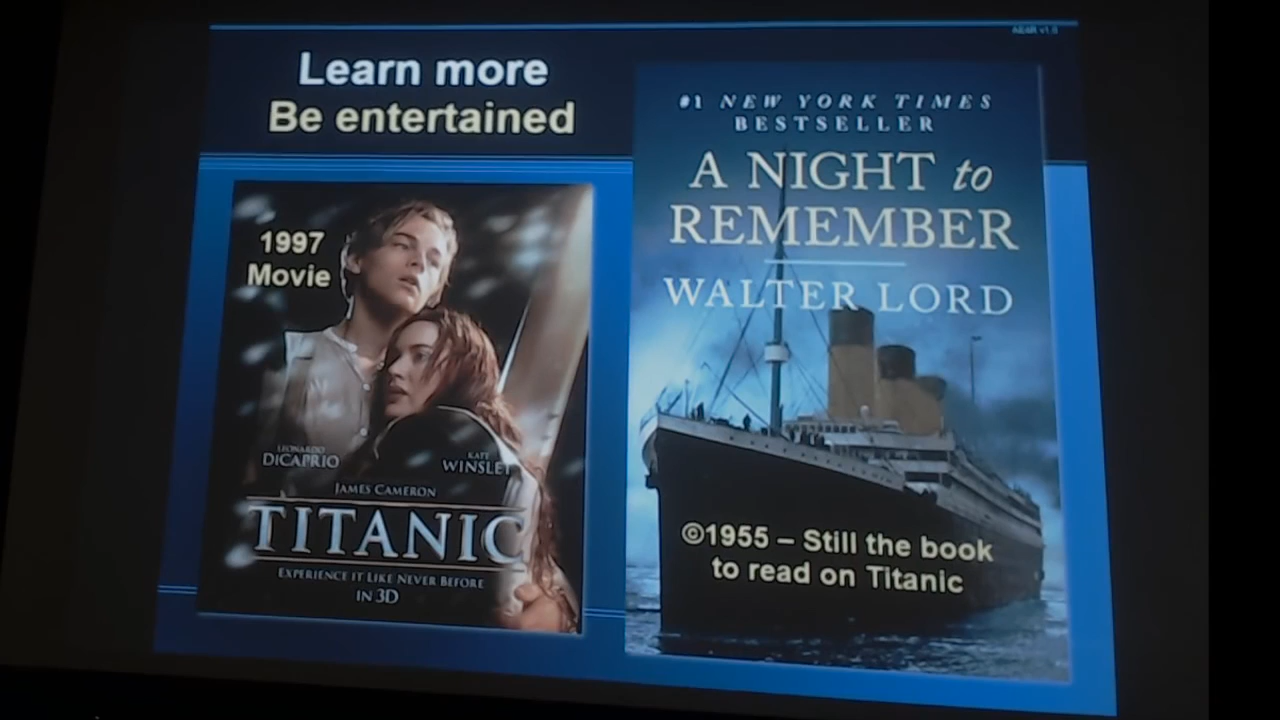 Learn more
Be entertained
1997
Movie
LEONARDO
DICAPRIO
KATE
WINSLET
JAMES CAMERON
TITANIC
EXPERIENCE IT LIKE NEVER BEFORE
IN 3D
#1 NEW YORK TIMES
BESTSELLER
A NIGHT to
REMEMBER
WALTER LORD
©1955 – Still the book
to read on Titanic